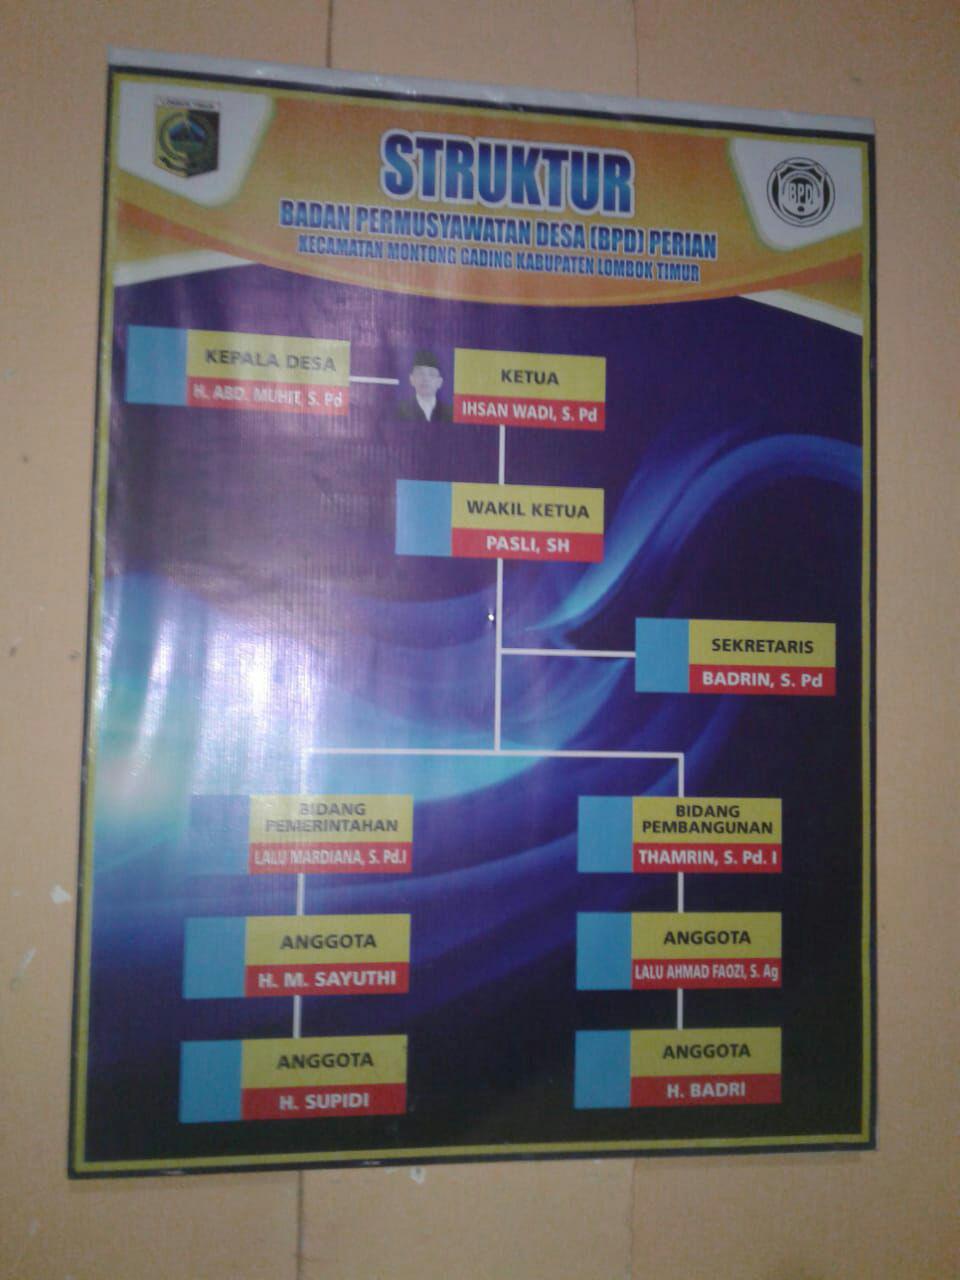 LOMBOK TIMUR
BPD
STRUKTUR
BADAN PERMUSYAWATAN DESA (BPD) PERIAN
KECAMATAN MONTONG GADING KABUPATEN LOMBOK TIMUR
KEPALA DESA
H. ABD. MUHIT, S. Pd
KETUA
IHSAN WADI, S. Pd
WAKIL KETUA
PASLI, SH
SEKRETARIS
BADRIN, S. Pd
BIDANG
PEMERINTAHAN
LALU MARDIANA, S. Pd.I
BIDANG
PEMBANGUNAN
THAMRIN, S. Pd. I
ANGGOTA
H. M. SAYUTHI
ANGGOTA
LALU AHMAD FAOZI, S. Ag
ANGGOTA
H. SUPIDI
ANGGOTA
H. BADRI